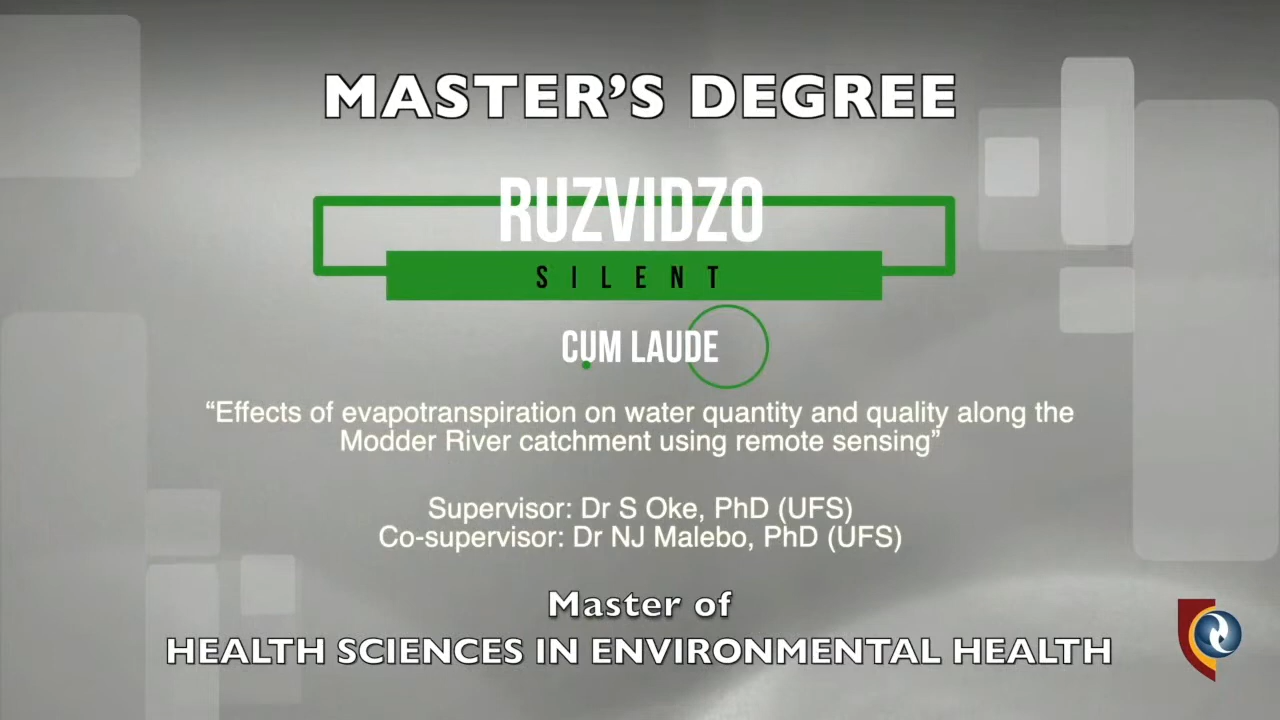 MASTER’S DEGREE
RUZVIDZO
SILENT
CUM LAUDE
“Effects of evapotranspiration on water quantity and quality along the
Modder River catchment using remote sensing”
Supervisor: Dr S Oke, PhD (UFS)
Co-supervisor: Dr NJ Malebo, PhD (UFS)
Master of
HEALTH SCIENCES IN ENVIRONMENTAL HEALTH